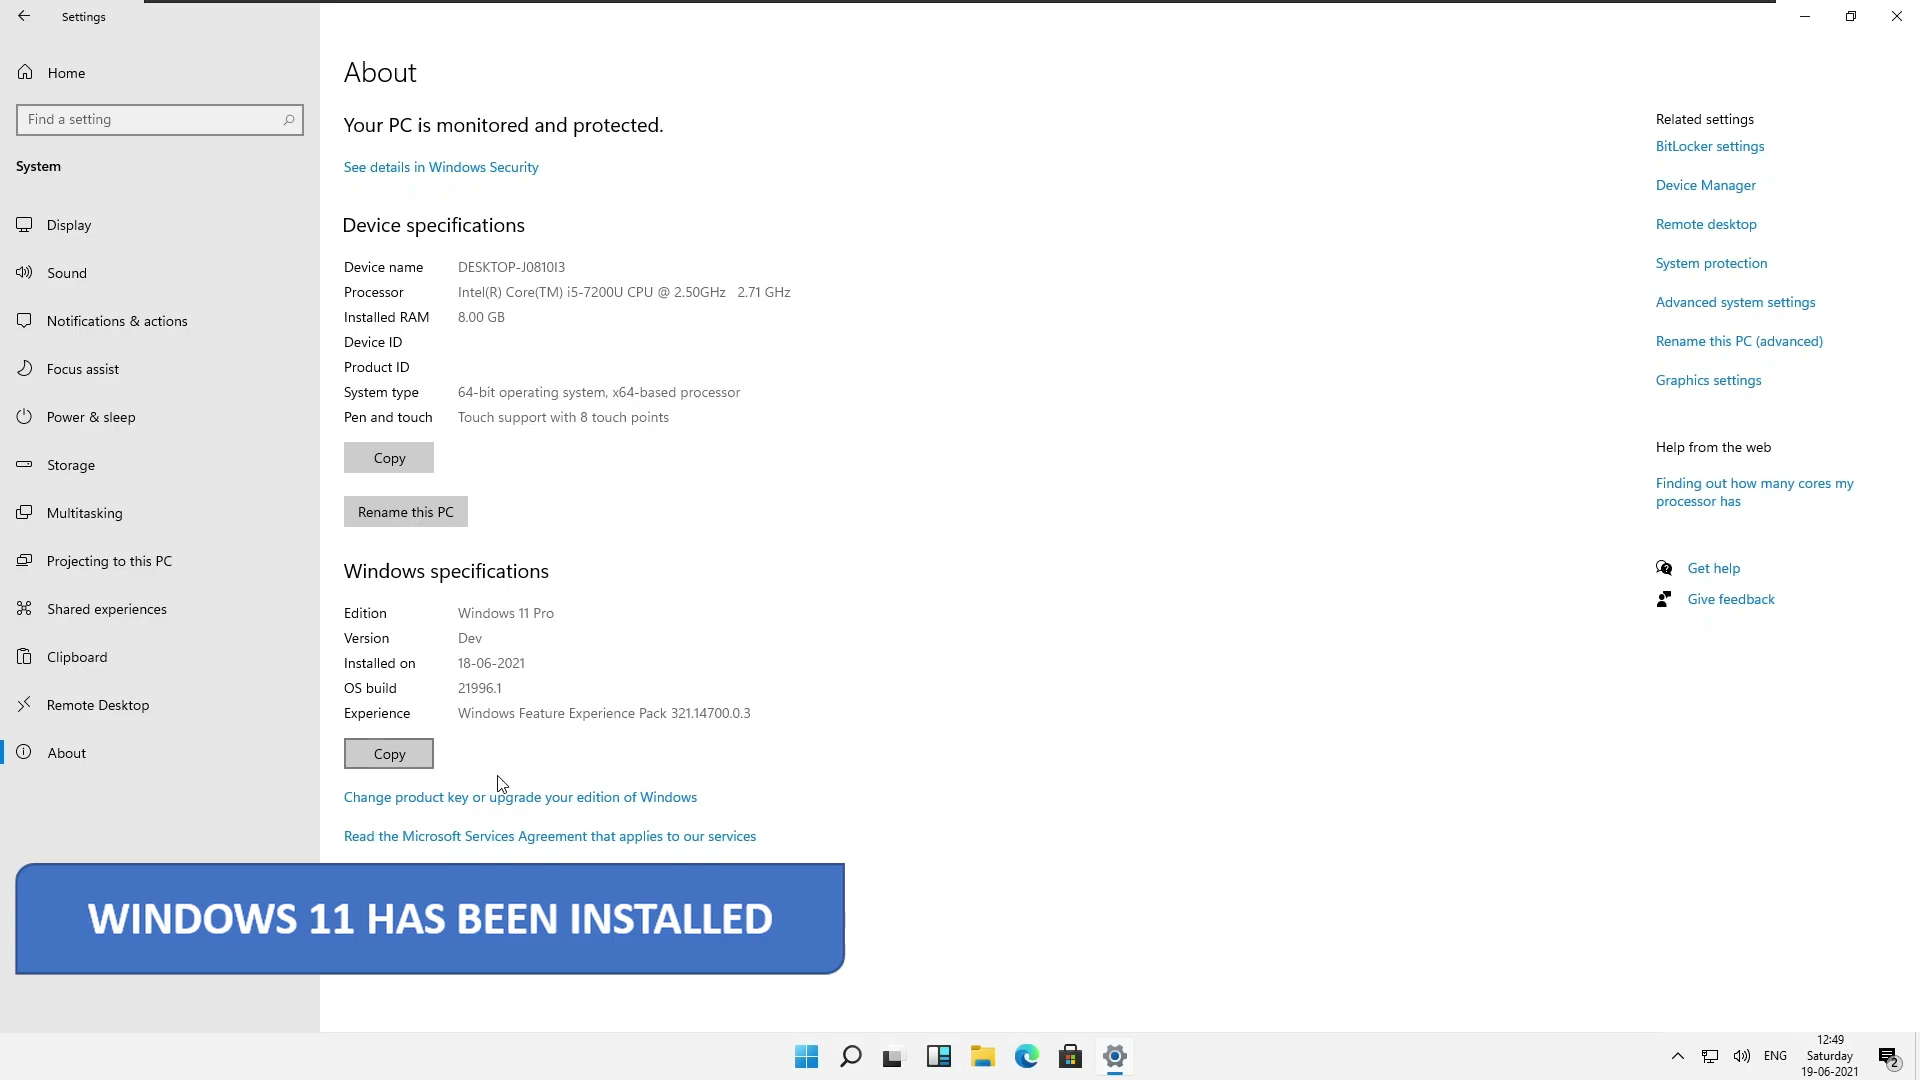 Settings
Home
Find a setting
System
Display
Sound
Notifications & actions
Focus assist
Power & sleep
Storage
Multitasking
Projecting to this PC
Shared experiences
Clipboard
Remote Desktop
About
About
Your PC is monitored and protected.
See details in Windows Security
Device specifications
Device name DESKTOP-J0810I3
Processor Intel(R) Core(TM) i5-7200U CPU @ 2.50GHz 2.71 GHz
Installed RAM 8.00 GB
Device ID
Product ID
System type 64-bit operating system, x64-based processor
Pen and touch Touch support with 8 touch points
Copy
Rename this PC
Windows specifications
Edition Windows 11 Pro
Version Dev
Installed on 18-06-2021
OS build 21996.1
Experience Windows Feature Experience Pack 321.14700.0.3
Copy
Change product key or upgrade your edition of Windows
Read the Microsoft Services Agreement that applies to our services
Related settings
BitLocker settings
Device Manager
Remote desktop
System protection
Advanced system settings
Rename this PC (advanced)
Graphics settings
Help from the web
Finding out how many cores my
processor has
Get help
Give feedback
WINDOWS 11 HAS BEEN INSTALLED
ENG
12:49
Saturday
19-06-2021
2